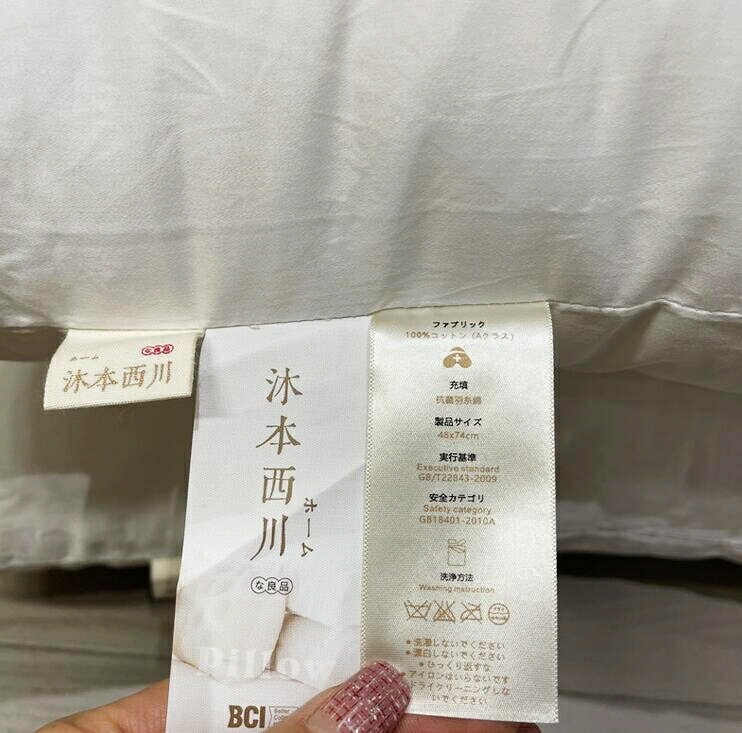 ホーム
な良品
沐本西川
沐本西川
ホーム
な良品
Pillow
BCI
Better
ファブリック
100%コットン (Aクラス)
充填
抗菌羽糸綿
製品サイズ
48x74cm
実行基準
Executive standard
GB/T22843-2009
安全カテゴリ
Safety category
GB18401-2010A
洗浄方法
Washing instruction
★洗濯しないでください
★漂白しないでください
★ひっくり返すな
アイロンはいらないです
ドライクリーニングしな
いでください